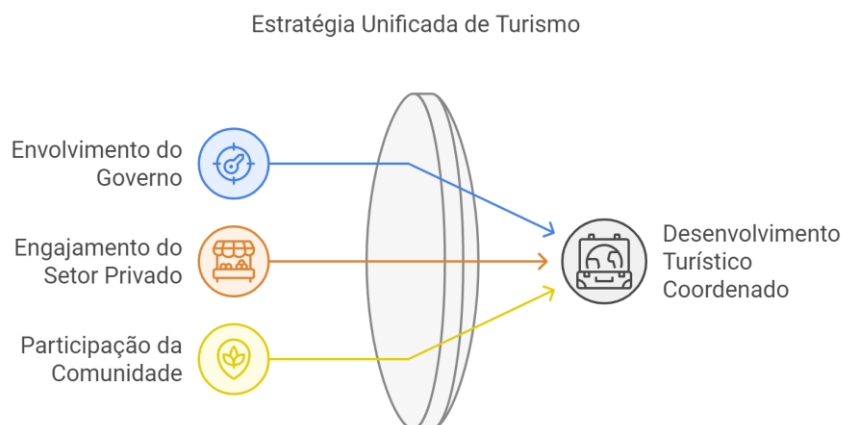 Estratégia Unificada de Turismo
Envolvimento do
Governo
Engajamento do
Setor Privado
Participação da
Comunidade
Desenvolvimento
Turístico
Coordenado